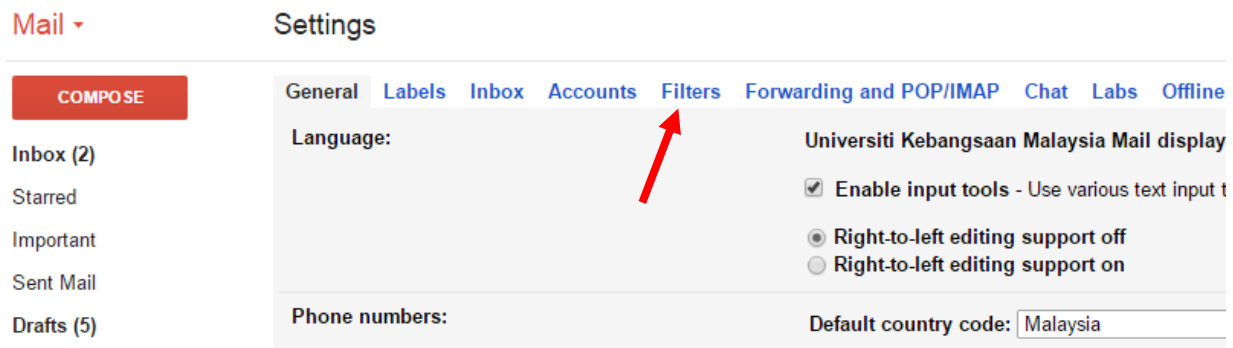 Mail
Settings
COMPOSE
General Labels Inbox Accounts Filters Forwarding and POP/IMAP Chat Labs Offline
Inbox (2)
Starred
Important
Sent Mail
Drafts (5)
Language:
Universiti Kebangsaan Malaysia Mail display
Enable input tools - Use various text input t
Right-to-left editing support off
Right-to-left editing support on
Phone numbers:
Default country code: Malaysia